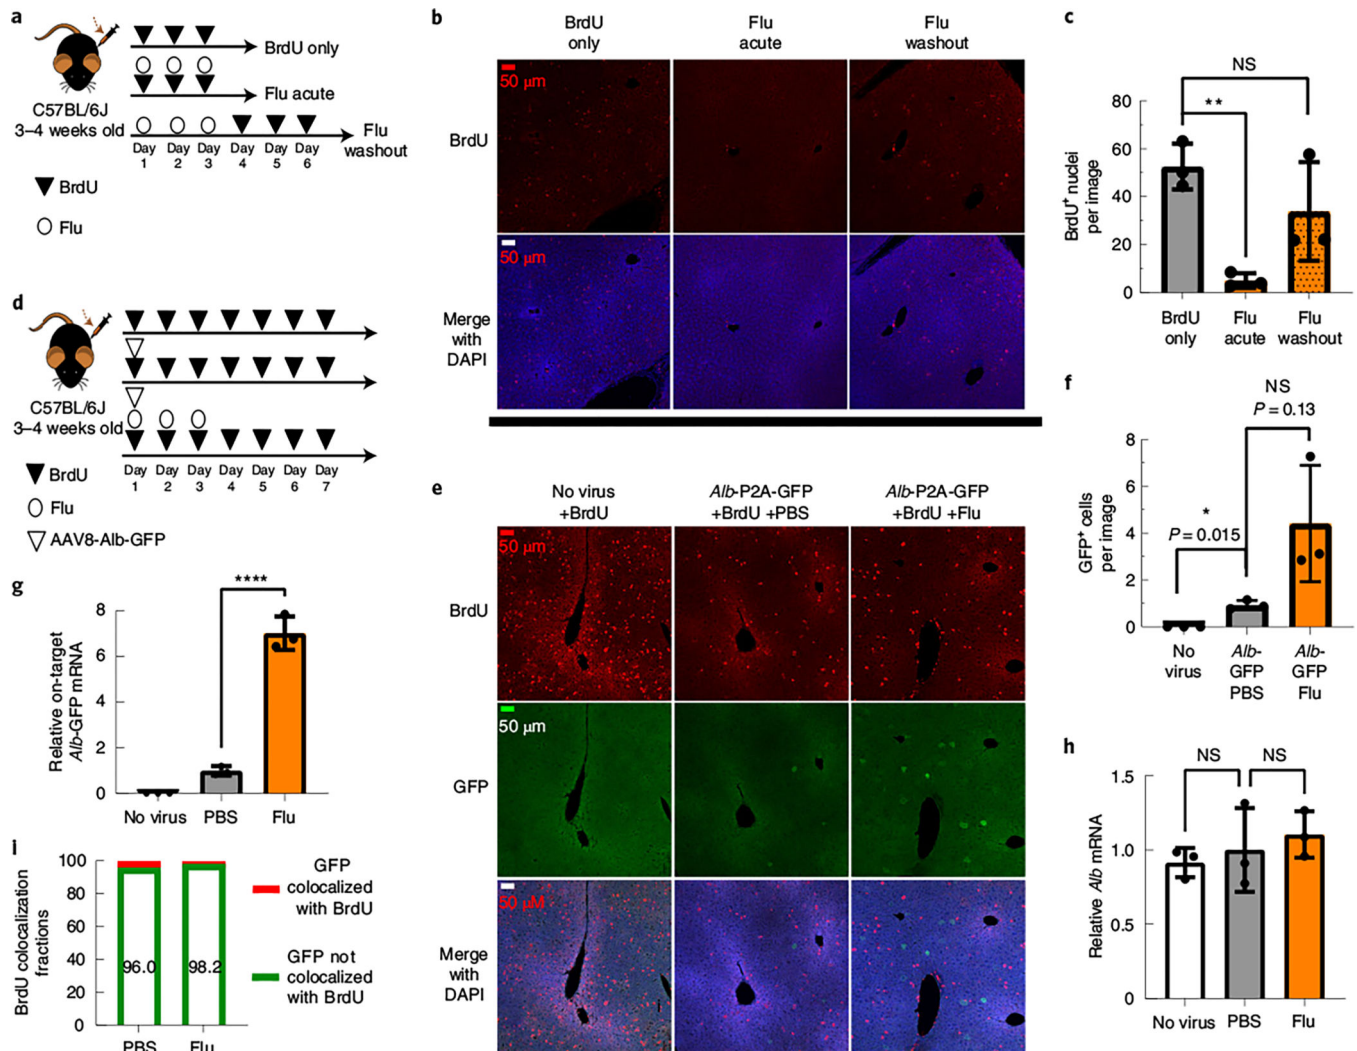 a
C57BL/6J
3–4 weeks old
BrdU only
Flu acute
Flu
washout
Day Day Day Day Day Day
1 2 3 4 5 6
BrdU
Flu
b
BrdU
only
Flu
acute
Flu
washout
50 μm
BrdU
50 μm
Merge
with
DAPI
c
NS
**
BrdU+ nuclei
per image
80
60
40
20
0
BrdU
only
Flu
acute
Flu
washout
d
C57BL/6J
3–4 weeks old
Day Day Day Day Day Day Day
1 2 3 4 5 6 7
BrdU
Flu
AAV8-Alb-GFP
e
No virus
+BrdU
Alb-P2A-GFP
+BrdU +PBS
Alb-P2A-GFP
+BrdU +Flu
50 μm
BrdU
50 μm
GFP
50 μM
Merge
with
DAPI
f
NS
P = 0.13
*
P = 0.015
GFP+ cells
per image
8
6
4
2
0
No
virus
Alb-
GFP
PBS
Alb-
GFP
Flu
g
****
Relative on-target
Alb-GFP mRNA
8
6
4
2
0
No virus PBS Flu
h
NS NS
Relative Alb mRNA
1.5
1.0
0.5
0
No virus PBS Flu
i
BrdU colocalization
fractions
100
80
60
40
20
0
96.0 98.2
PBS Flu
GFP
colocalized
with BrdU
GFP not
colocalized
with BrdU